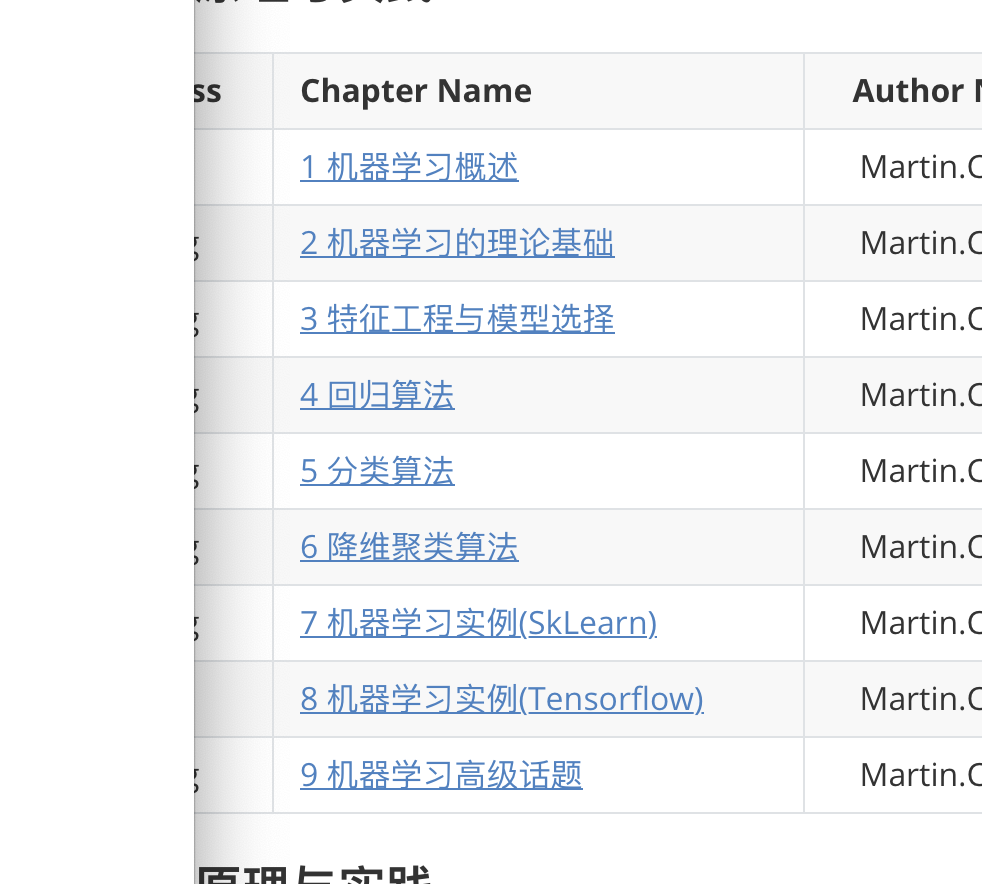 Chapter Name
1 机器学习概述 Martin.
2 机器学习的理论基础 Martin.
3 特征工程与模型选择 Martin.
4 回归算法 Martin.
5 分类算法 Martin.
6 降维聚类算法 Martin.
7 机器学习实例(SkLearn) Martin.
8 机器学习实例(Tensorflow) Martin.
9 机器学习高级话题 Martin.
原理与实践